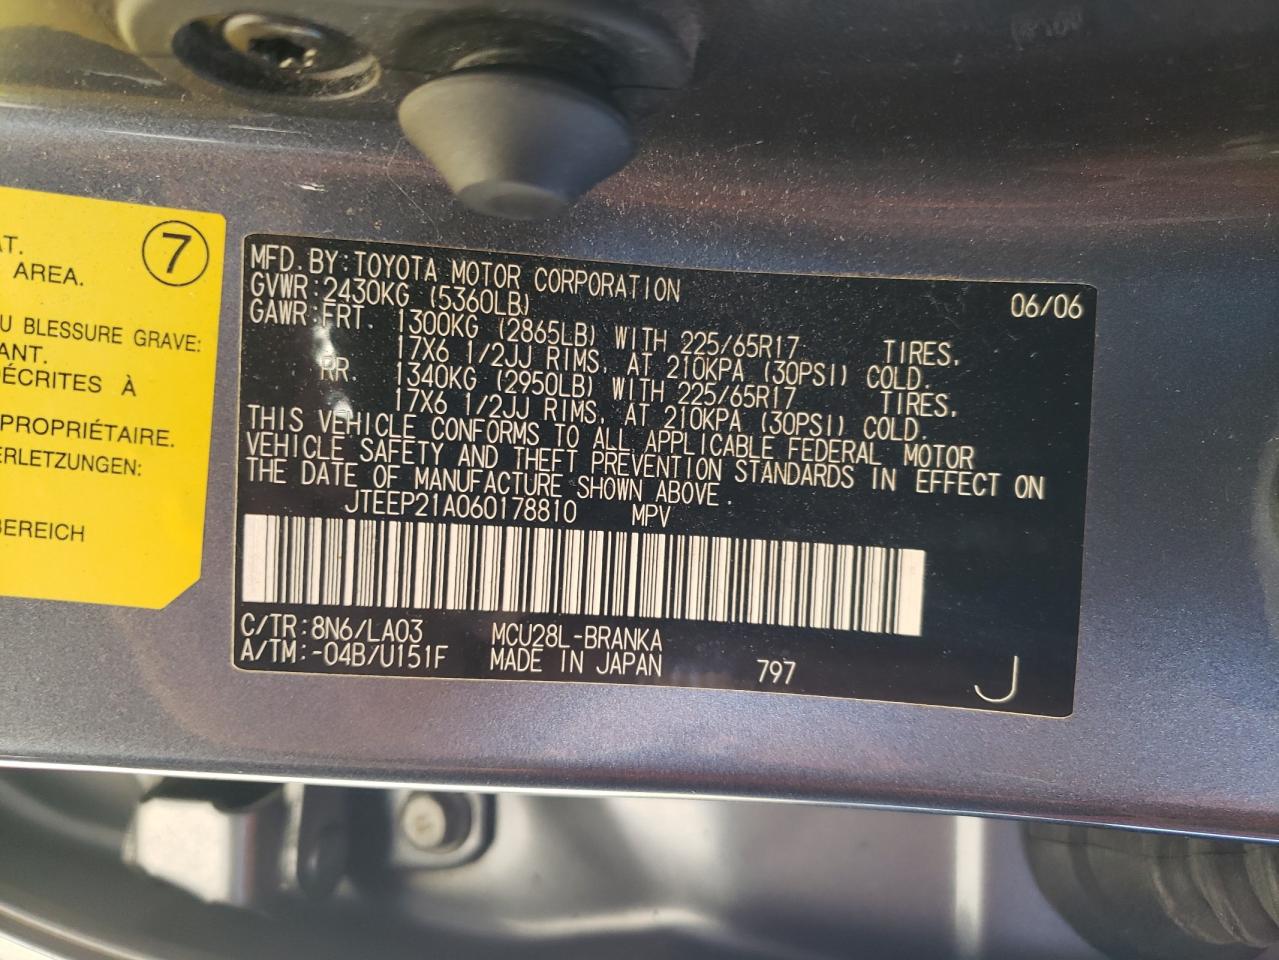 AT.
AREA.
7
U BLESSURE GRAVE:
ANT.
DÉCRITES À
PROPRIÉTAIRE.
ERLETZUNGEN:
BEREICH
MFD.BY:TOYOTA MOTOR CORPORATION 06/06
GVWR:2430KG (5360LB)
GAWR:FRT. 1300KG (2865LB) WITH 225/65R17 TIRES,
17X6 1/2JJ RIMS, AT 210KPA (30PSI) COLD.
RR. 1340KG (2950LB) WITH 225/65R17 TIRES,
17X6 1/2JJ RIMS, AT 210KPA (30PSI) COLD.
THIS VEHICLE CONFORMS TO ALL APPLICABLE FEDERAL MOTOR
VEHICLE SAFETY AND THEFT PREVENTION STANDARDS IN EFFECT ON
THE DATE OF MANUFACTURE SHOWN ABOVE.
JTEEP21A060178810 MPV
C/TR:8N6/LA03 MCU28L-BRANKA
A/TM:-04B/U151F MADE IN JAPAN 797 J